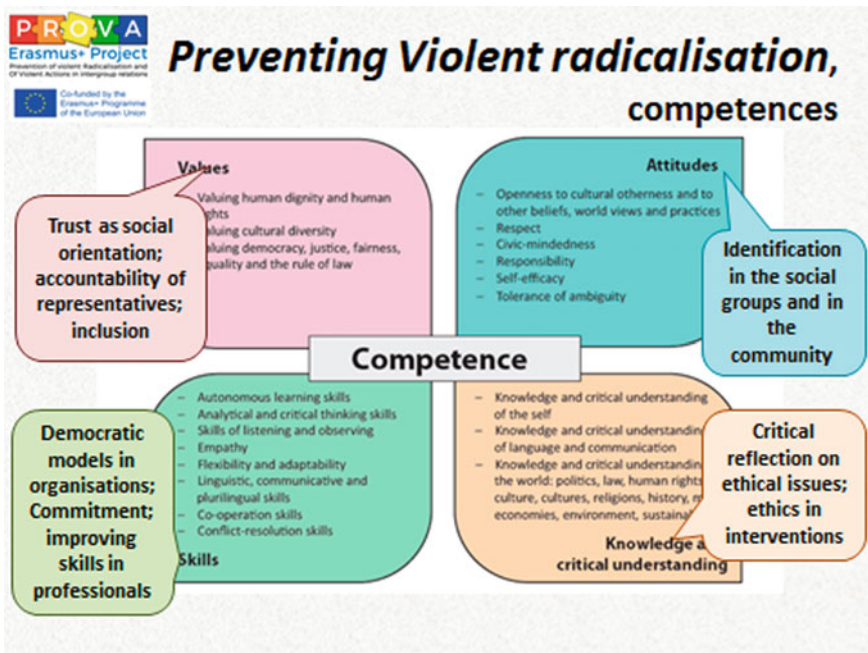 PROVA
Erasmus+ Project
Prevention of violent Radicalisation and
Of Violent Actions in intergroup relations
Co-funded by the
Erasmus+ Programme
of the European Union
Preventing Violent radicalisation,
competences
Values
Valuing human dignity and human
ghts
aluing cultural diversity
aluing democracy, justice, fairness,
quality and the rule of law
Trust as social
orientation;
accountability of
representatives;
inclusion
Attitudes
– Openness to cultural otherness and to
other beliefs, world views and practices
– Respect
– Civic-mindedness
– Responsibility
– Self-efficacy
– Tolerance of ambiguity
Identification
in the social
groups and in
the
community
Competence
– Autonomous learning skills
– Analytical and critical thinking skills
– Skills of listening and observing
– Empathy
– Flexibility and adaptability
– Linguistic, communicative and
plurilingual skills
– Co-operation skills
– Conflict-resolution skills
Skills
Democratic
models in
organisations;
Commitment;
improving
skills in
professionals
– Knowledge and critical understanding
of the self
– Knowledge and critical understanding
of language and communication
– Knowledge and critical understanding
the world: politics, law, human rights
culture, cultures, religions, history, m
economies, environment, sustainab
Knowledge a
critical understanding
Critical
reflection on
ethical issues;
ethics in
interventions